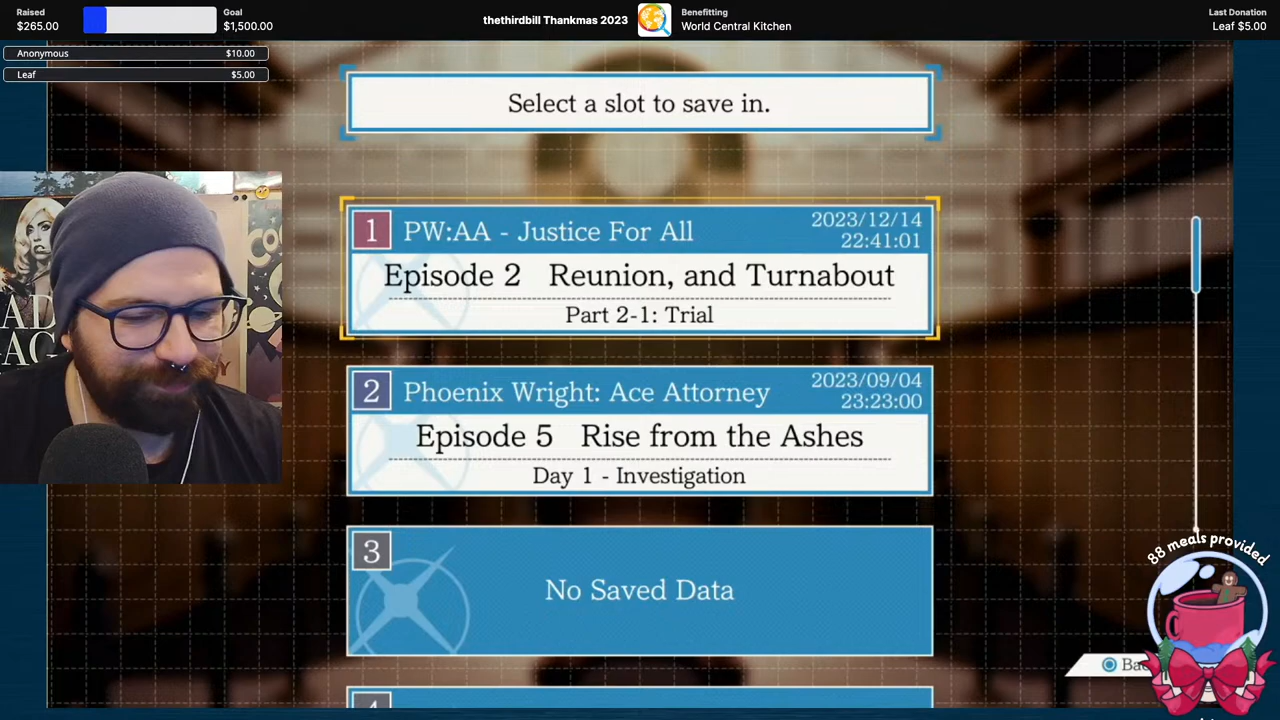 Raised
$265.00
Goal
$1,500.00
thethirdbill Thankmas 2023
Benefitting
World Central Kitchen
Last Donation
Leaf $5.00
Anonymous $10.00
Leaf $5.00
Select a slot to save in.
1 PW:AA - Justice For All 2023/12/14
22:41:01
Episode 2 Reunion, and Turnabout
Part 2-1: Trial
2 Phoenix Wright: Ace Attorney 2023/09/04
23:23:00
Episode 5 Rise from the Ashes
Day 1 - Investigation
3
No Saved Data
4
88 meals provided